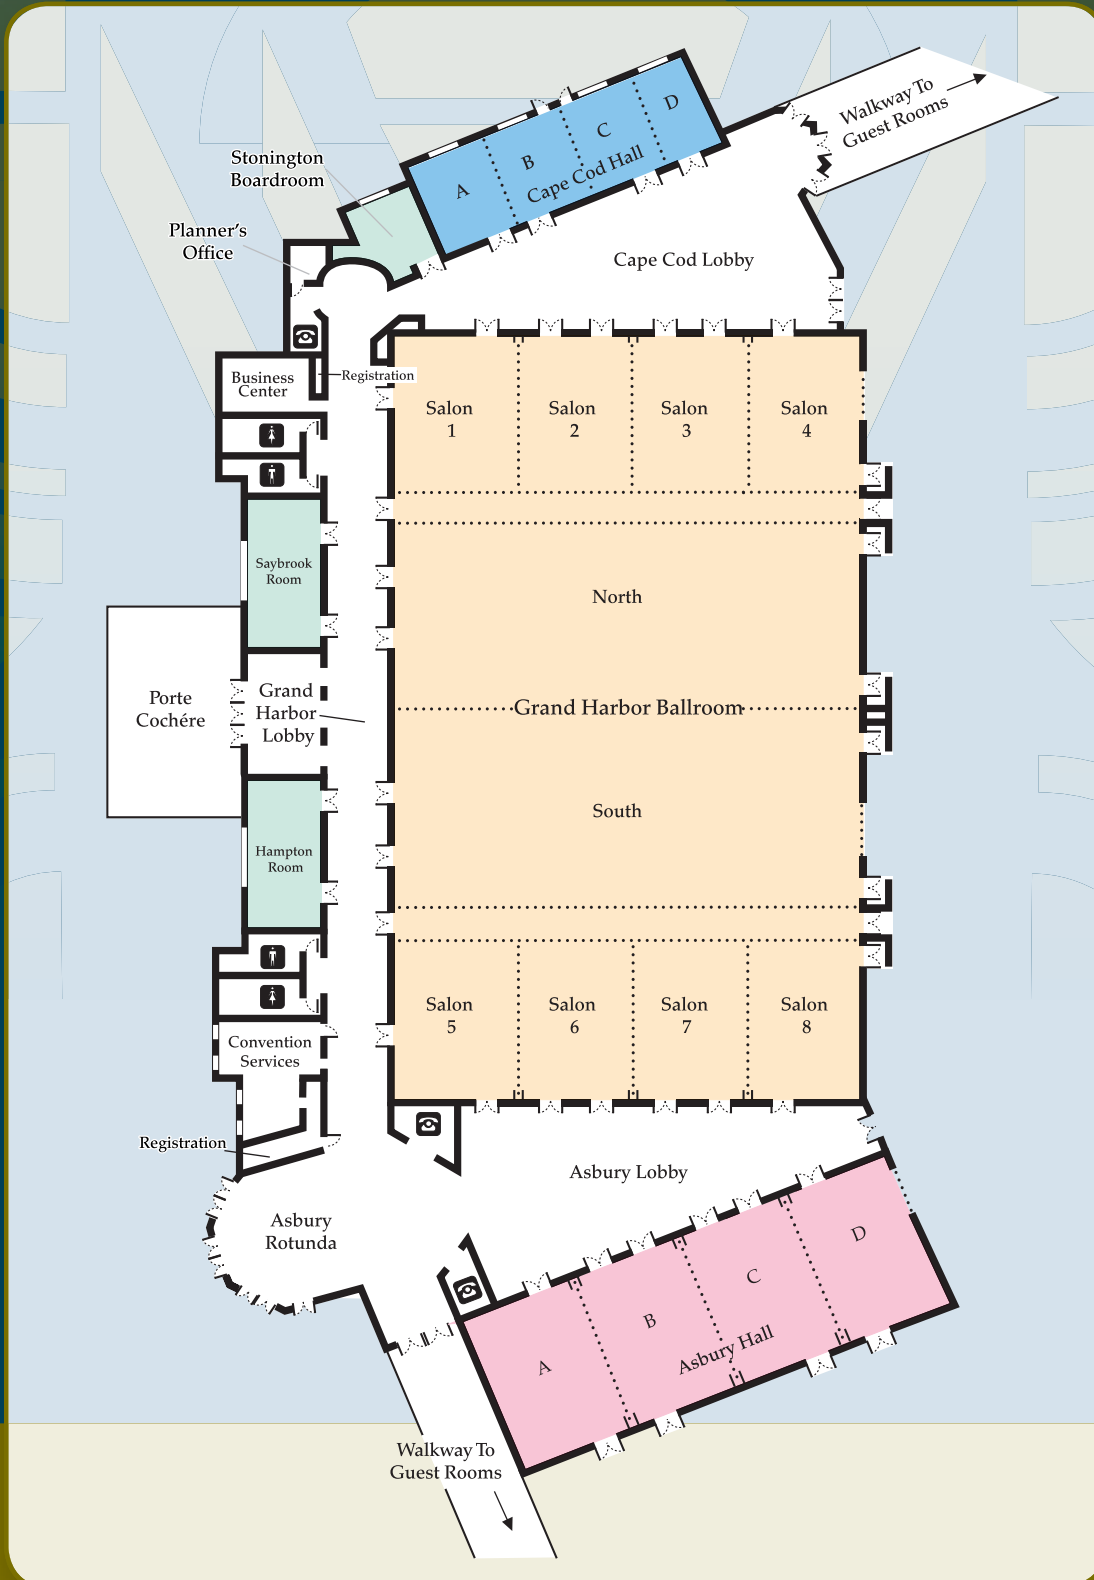 Walkway To
Guest Rooms
Stonington
Boardroom
D
C
B
A
Cape Cod Hall
Planner's
Office
Cape Cod Lobby
Business
Center
Registration
Salon
1
Salon
2
Salon
3
Salon
4
Saybrook
Room
North
Porte
Cochére
Grand
Harbor
Lobby
Grand Harbor Ballroom
South
Hampton
Room
Salon
5
Salon
6
Salon
7
Salon
8
Convention
Services
Registration
Asbury Lobby
Asbury
Rotunda
D
C
B
A
Asbury Hall
Walkway To
Guest Rooms